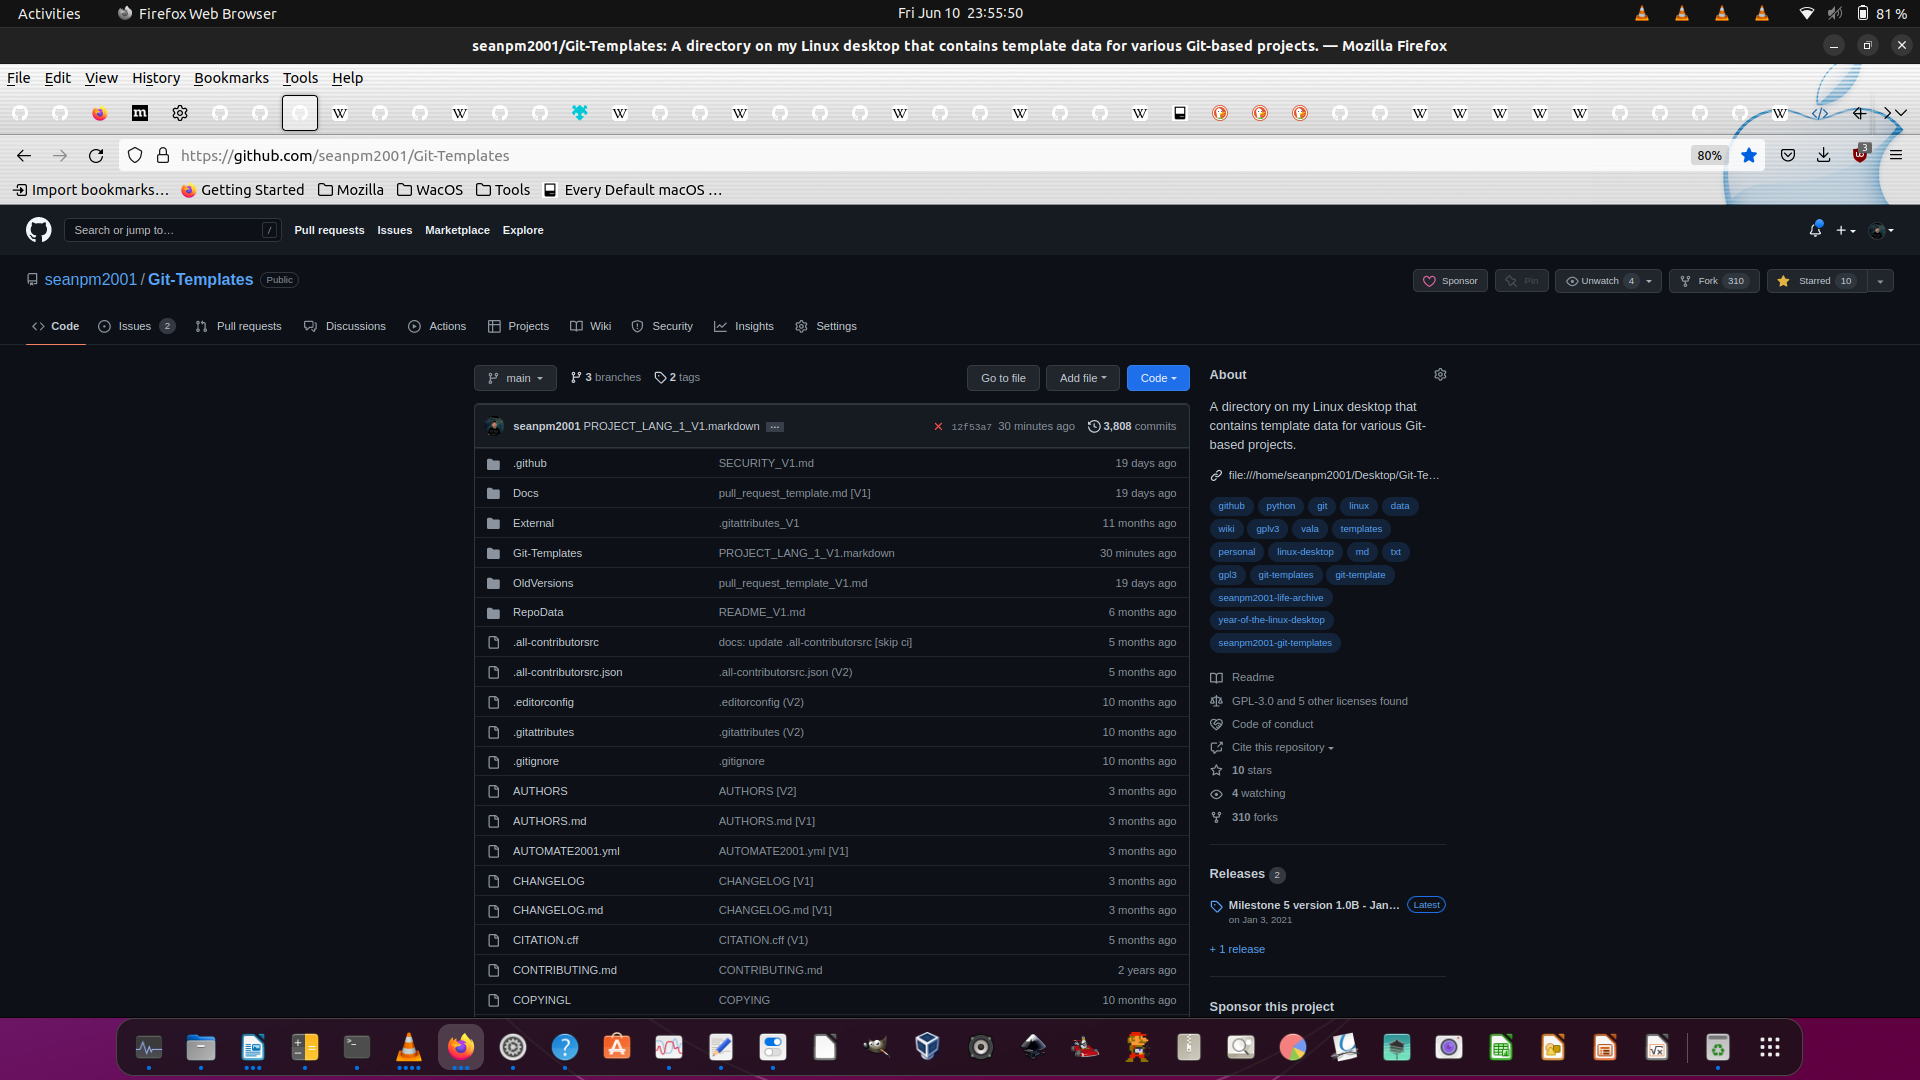 Activities Firefox Web Browser Fri Jun 10 23:55:50 81 %
seanpm2001/Git-Templates: A directory on my Linux desktop that contains template data for various Git-based projects. — Mozilla Firefox
File Edit View History Bookmarks Tools Help
https://github.com/seanpm2001/Git-Templates 80% 3
Import bookmarks… Getting Started Mozilla WacOS Tools Every Default macOS …
Search or jump to… / Pull requests Issues Marketplace Explore
seanpm2001 / Git-Templates Public Sponsor Pin Unwatch 4 Fork 310 Starred 10
Code Issues 2 Pull requests Discussions Actions Projects Wiki Security Insights Settings
main 3 branches 2 tags Go to file Add file Code
seanpm2001 PROJECT_LANG_1_V1.markdown ... 12f53a7 30 minutes ago 3,808 commits
.github SECURITY_V1.md 19 days ago
Docs pull_request_template.md [V1] 19 days ago
External .gitattributes_V1 11 months ago
Git-Templates PROJECT_LANG_1_V1.markdown 30 minutes ago
OldVersions pull_request_template_V1.md 19 days ago
RepoData README_V1.md 6 months ago
.all-contributorsrc docs: update .all-contributorsrc [skip ci] 5 months ago
.all-contributorsrc.json .all-contributorsrc.json (V2) 5 months ago
.editorconfig .editorconfig (V2) 10 months ago
.gitattributes .gitattributes (V2) 10 months ago
.gitignore .gitignore 10 months ago
AUTHORS AUTHORS [V2] 3 months ago
AUTHORS.md AUTHORS.md [V1] 3 months ago
AUTOMATE2001.yml AUTOMATE2001.yml [V1] 3 months ago
CHANGELOG CHANGELOG [V1] 3 months ago
CHANGELOG.md CHANGELOG.md [V1] 3 months ago
CITATION.cff CITATION.cff (V1) 5 months ago
CONTRIBUTING.md CONTRIBUTING.md 2 years ago
COPYINGL COPYING 10 months ago
About
A directory on my Linux desktop that
contains template data for various Git-
based projects.
file:///home/seanpm2001/Desktop/Git-Te…
github python git linux data
wiki gplv3 vala templates
personal linux-desktop md txt
gpl3 git-templates git-template
seanpm2001-life-archive
year-of-the-linux-desktop
seanpm2001-git-templates
Readme
GPL-3.0 and 5 other licenses found
Code of conduct
Cite this repository
10 stars
4 watching
310 forks
Releases 2
Milestone 5 version 1.0B - Jan... Latest
on Jan 3, 2021
+ 1 release
Sponsor this project